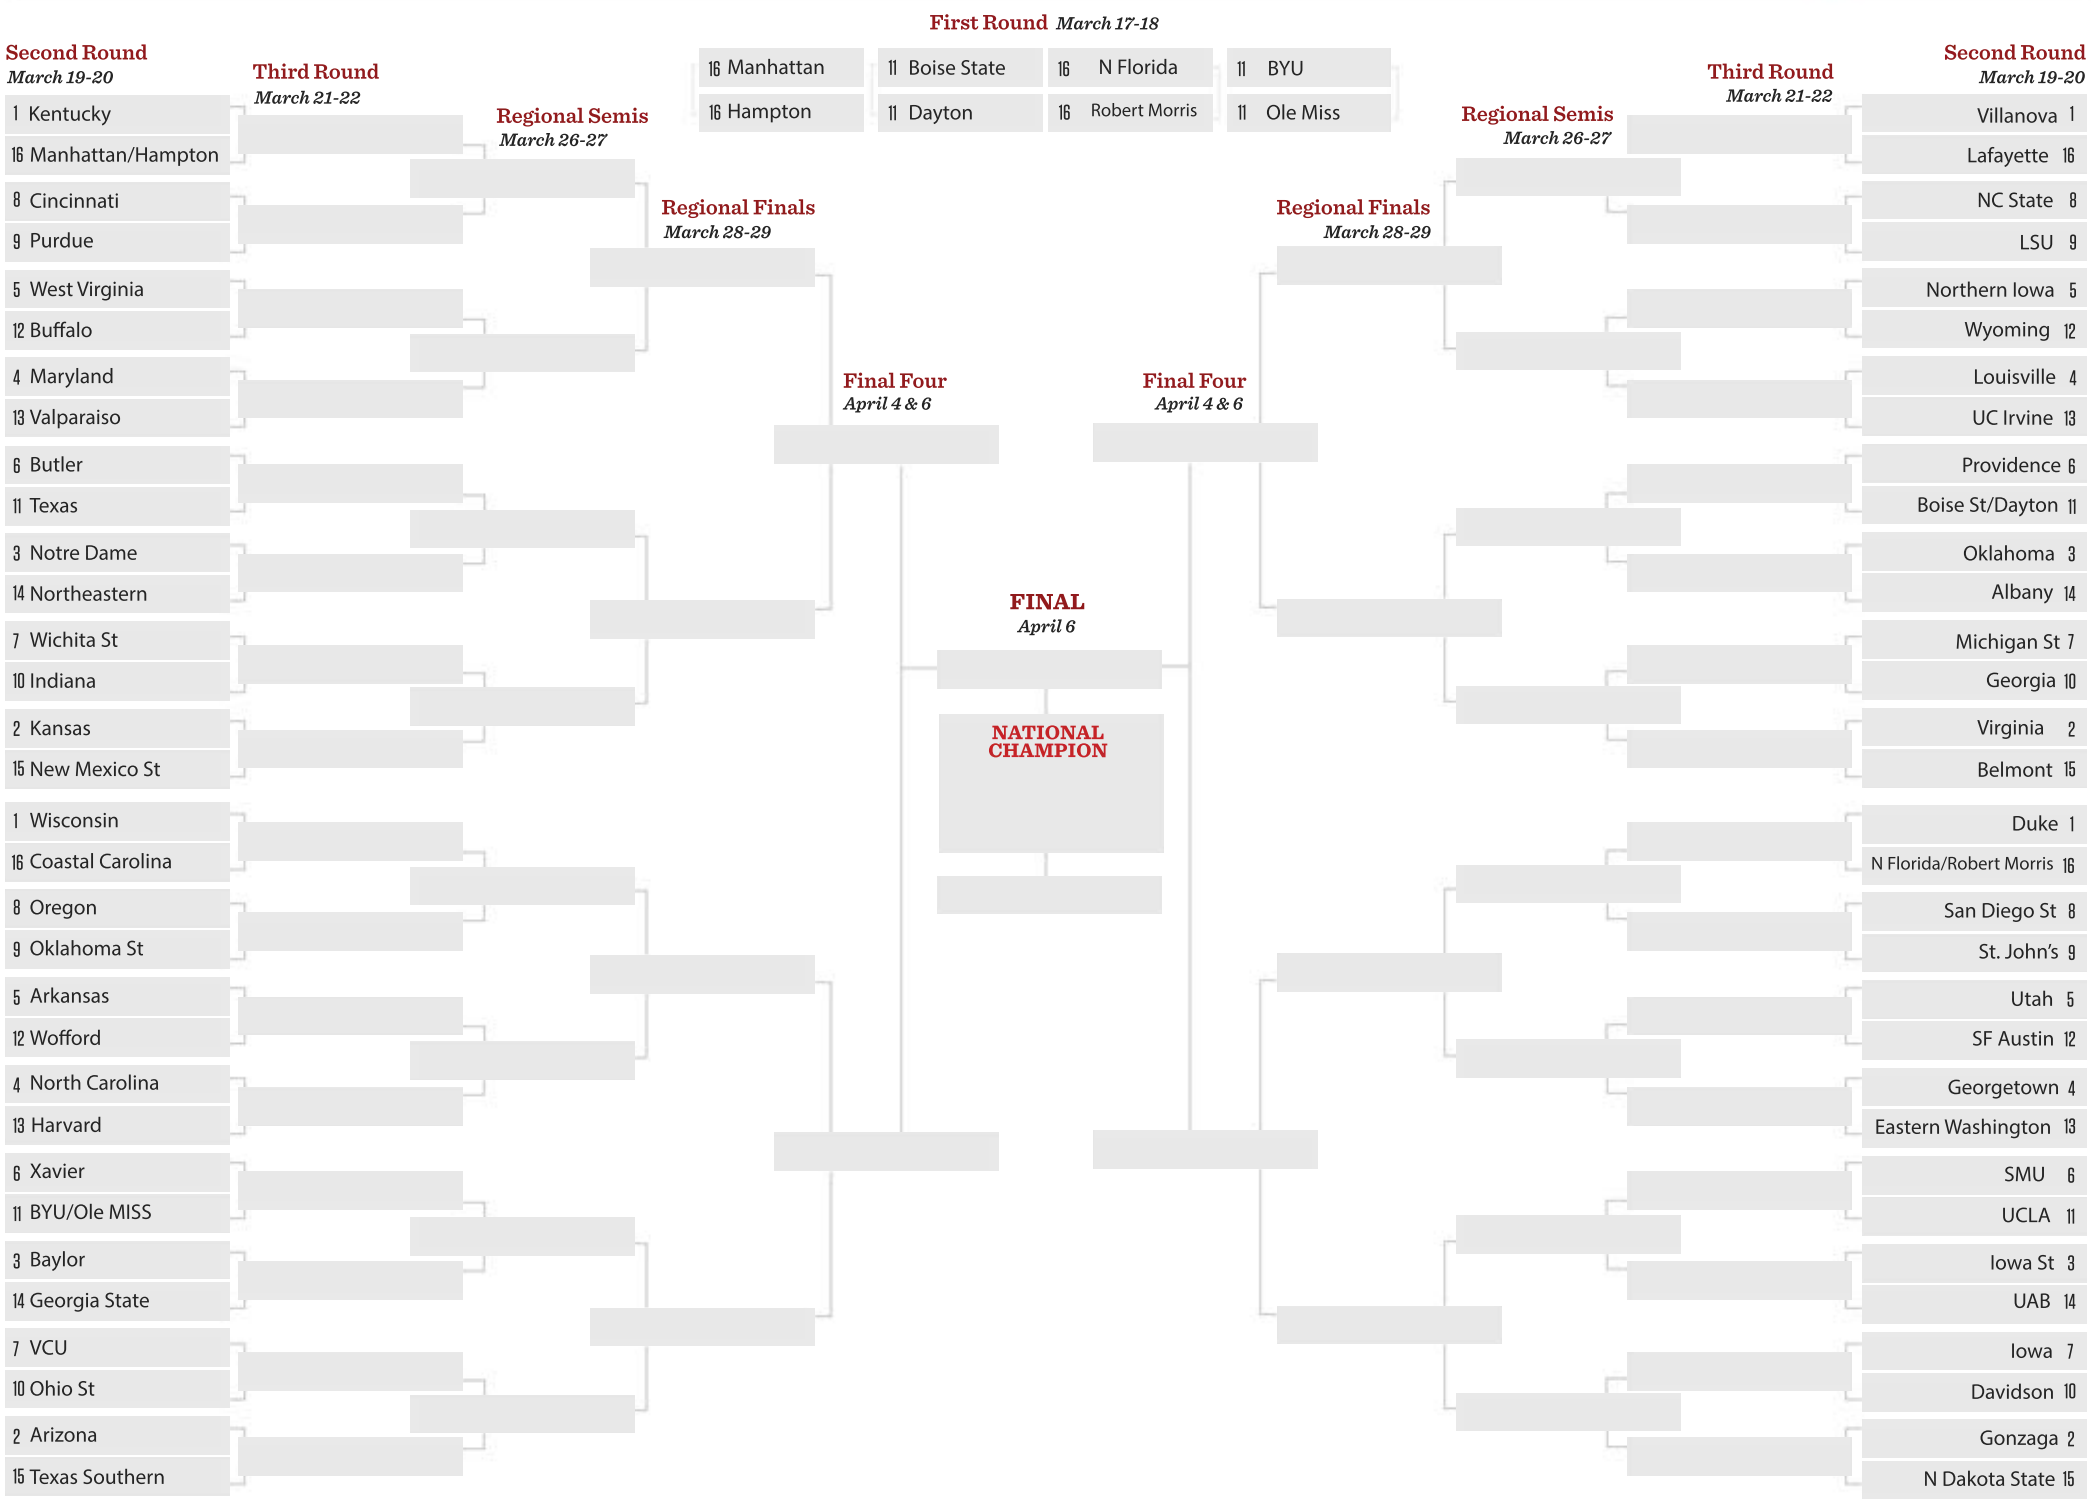 First Round March 17-18
16 Manhattan
16 Hampton
11 Boise State
11 Dayton
16 N Florida
16 Robert Morris
11 BYU
11 Ole Miss
Second Round
March 19-20
1 Kentucky
16 Manhattan/Hampton
8 Cincinnati
9 Purdue
5 West Virginia
12 Buffalo
4 Maryland
13 Valparaiso
6 Butler
11 Texas
3 Notre Dame
14 Northeastern
7 Wichita St
10 Indiana
2 Kansas
15 New Mexico St
1 Wisconsin
16 Coastal Carolina
8 Oregon
9 Oklahoma St
5 Arkansas
12 Wofford
4 North Carolina
13 Harvard
6 Xavier
11 BYU/Ole MISS
3 Baylor
14 Georgia State
7 VCU
10 Ohio St
2 Arizona
15 Texas Southern
Third Round
March 21-22
Regional Semis
March 26-27
Regional Finals
March 28-29
Final Four
April 4 & 6
FINAL
April 6
NATIONAL
CHAMPION
Final Four
April 4 & 6
Regional Finals
March 28-29
Regional Semis
March 26-27
Third Round
March 21-22
Second Round
March 19-20
Villanova 1
Lafayette 16
NC State 8
LSU 9
Northern Iowa 5
Wyoming 12
Louisville 4
UC Irvine 13
Providence 6
Boise St/Dayton 11
Oklahoma 3
Albany 14
Michigan St 7
Georgia 10
Virginia 2
Belmont 15
Duke 1
N Florida/Robert Morris 16
San Diego St 8
St. John's 9
Utah 5
SF Austin 12
Georgetown 4
Eastern Washington 13
SMU 6
UCLA 11
Iowa St 3
UAB 14
Iowa 7
Davidson 10
Gonzaga 2
N Dakota State 15